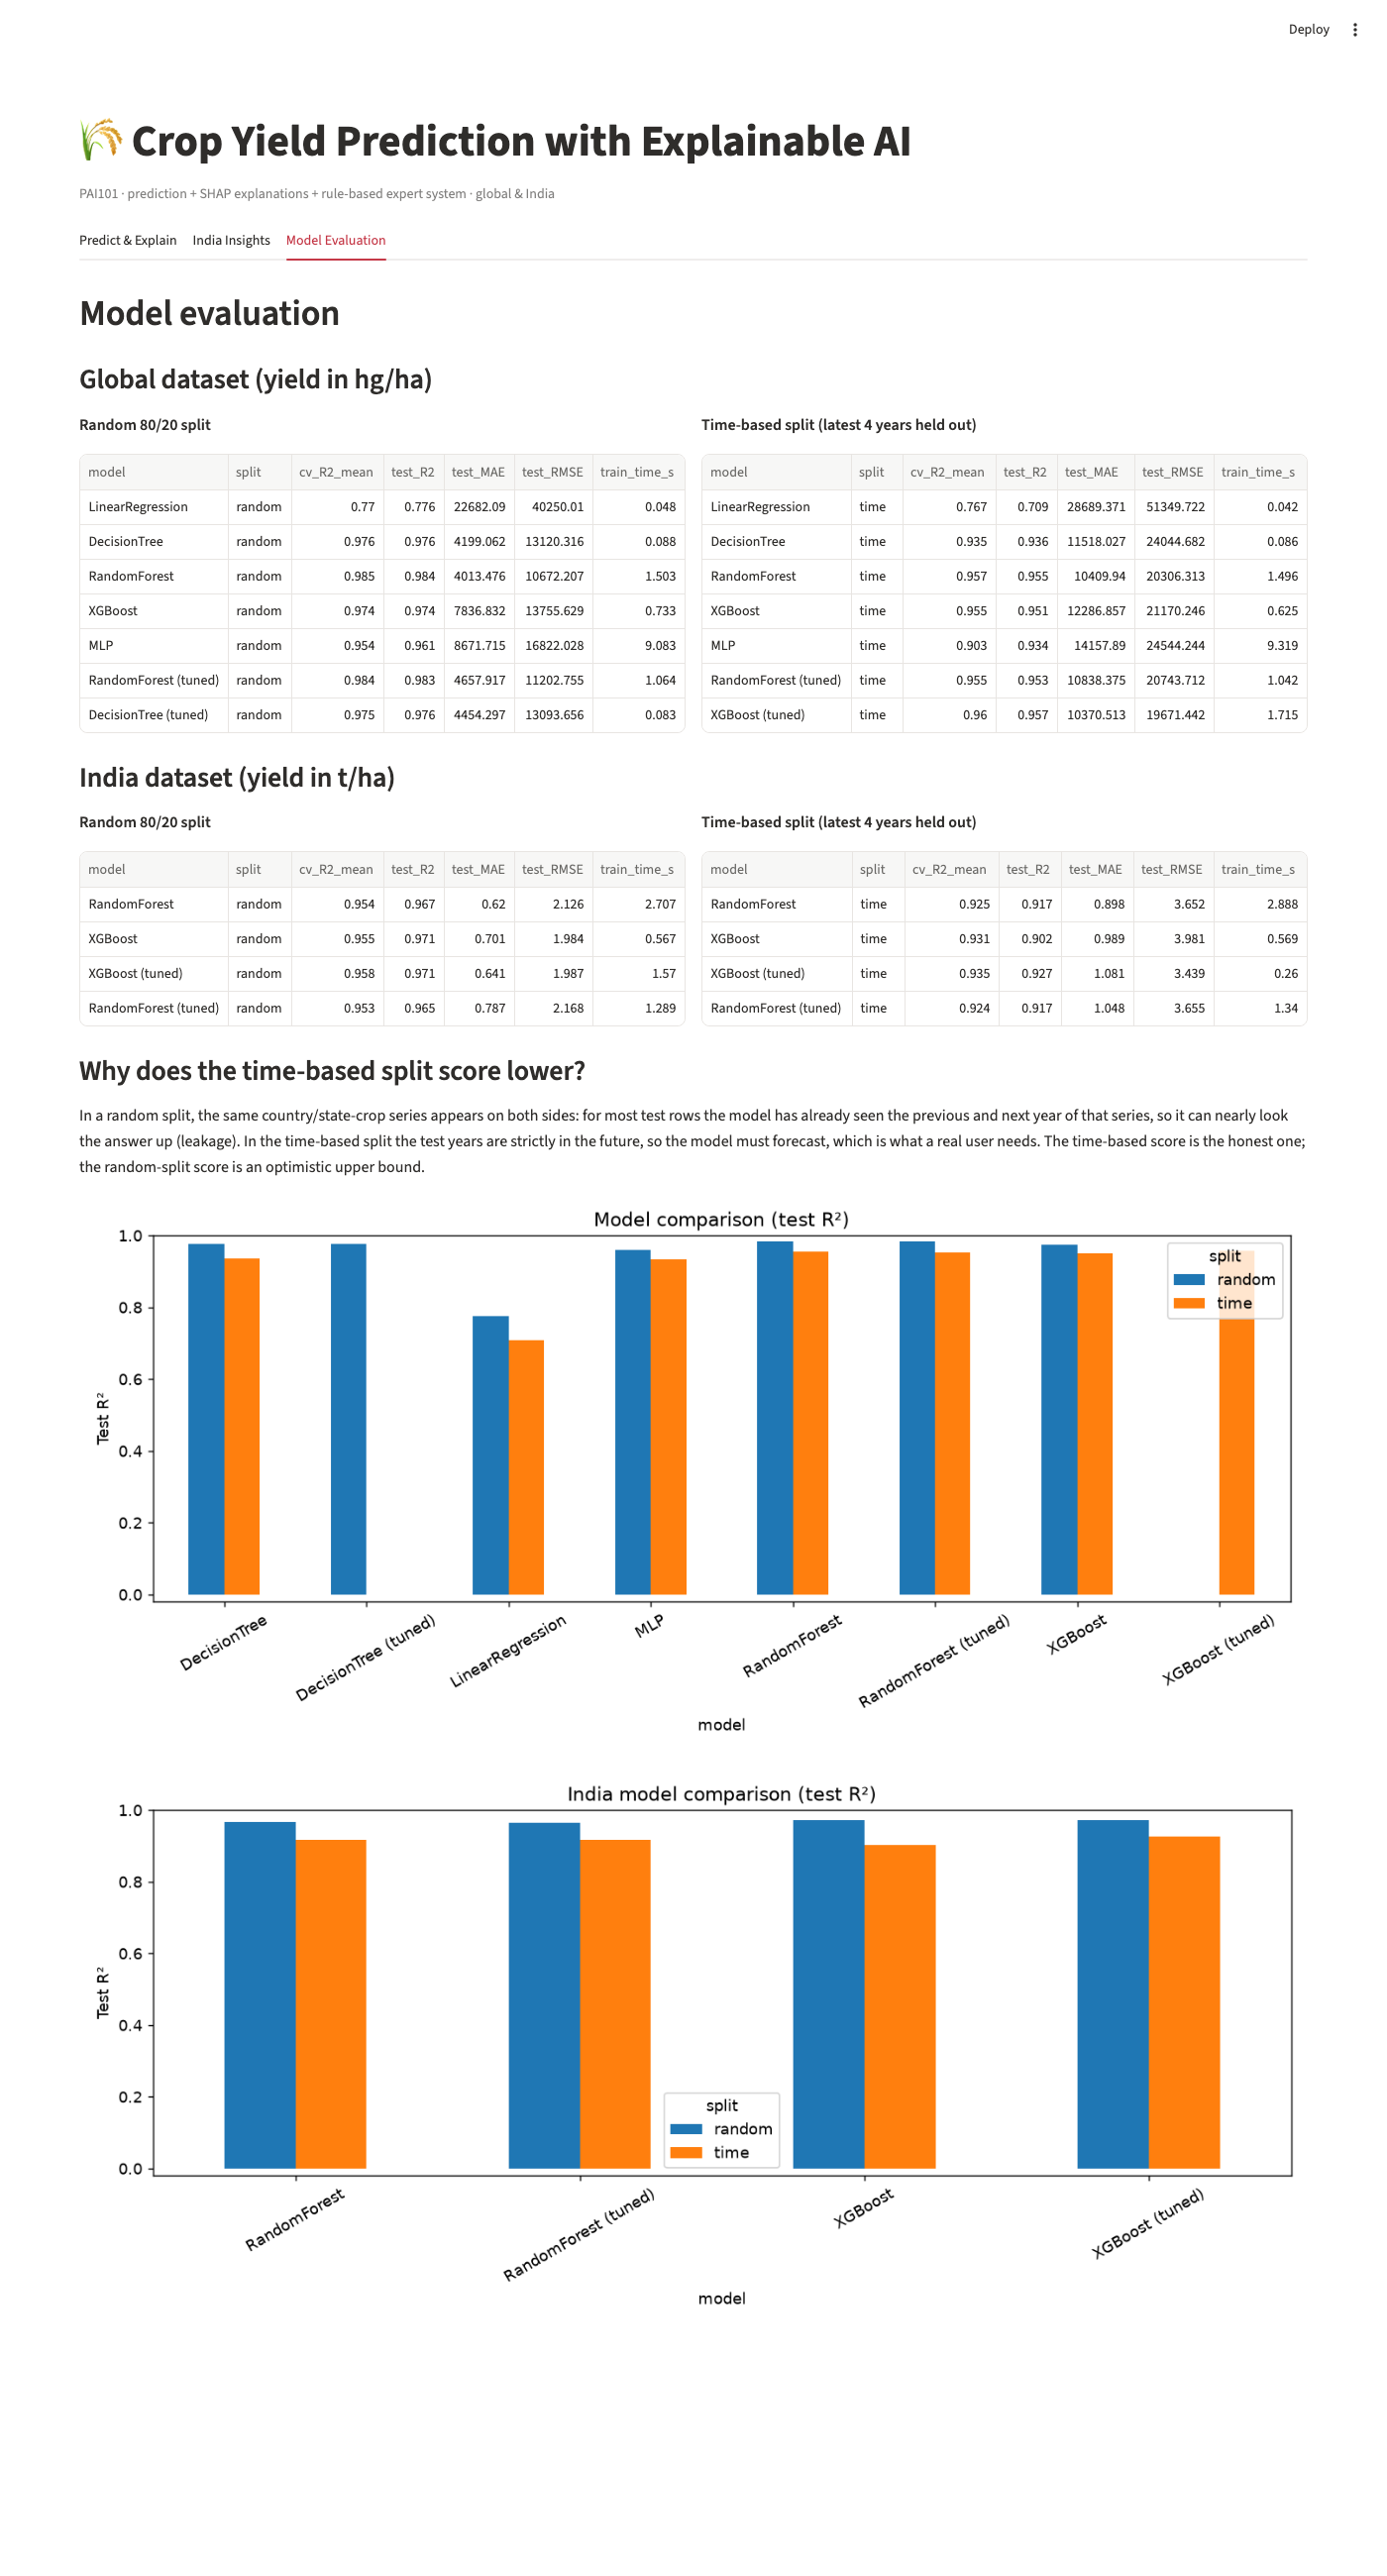 Deploy
Crop Yield Prediction with Explainable AI
PAI101 · prediction + SHAP explanations + rule-based expert system · global & India
Predict & Explain India Insights Model Evaluation
Model evaluation
Global dataset (yield in hg/ha)
Random 80/20 split
model split cv_R2_mean test_R2 test_MAE test_RMSE train_time_s
LinearRegression random 0.77 0.776 22682.09 40250.01 0.048
DecisionTree random 0.976 0.976 4199.062 13120.316 0.088
RandomForest random 0.985 0.984 4013.476 10672.207 1.503
XGBoost random 0.974 0.974 7836.832 13755.629 0.733
MLP random 0.954 0.961 8671.715 16822.028 9.083
RandomForest (tuned) random 0.984 0.983 4657.917 11202.755 1.064
DecisionTree (tuned) random 0.975 0.976 4454.297 13093.656 0.083
Time-based split (latest 4 years held out)
model split cv_R2_mean test_R2 test_MAE test_RMSE train_time_s
LinearRegression time 0.767 0.709 28689.371 51349.722 0.042
DecisionTree time 0.935 0.936 11518.027 24044.682 0.086
RandomForest time 0.957 0.955 10409.94 20306.313 1.496
XGBoost time 0.955 0.951 12286.857 21170.246 0.625
MLP time 0.903 0.934 14157.89 24544.244 9.319
RandomForest (tuned) time 0.955 0.953 10838.375 20743.712 1.042
XGBoost (tuned) time 0.96 0.957 10370.513 19671.442 1.715
India dataset (yield in t/ha)
Random 80/20 split
model split cv_R2_mean test_R2 test_MAE test_RMSE train_time_s
RandomForest random 0.954 0.967 0.62 2.126 2.707
XGBoost random 0.955 0.971 0.701 1.984 0.567
XGBoost (tuned) random 0.958 0.971 0.641 1.987 1.57
RandomForest (tuned) random 0.953 0.965 0.787 2.168 1.289
Time-based split (latest 4 years held out)
model split cv_R2_mean test_R2 test_MAE test_RMSE train_time_s
RandomForest time 0.925 0.917 0.898 3.652 2.888
XGBoost time 0.931 0.902 0.989 3.981 0.569
XGBoost (tuned) time 0.935 0.927 1.081 3.439 0.26
RandomForest (tuned) time 0.924 0.917 1.048 3.655 1.34
Why does the time-based split score lower?
In a random split, the same country/state-crop series appears on both sides: for most test rows the model has already seen the previous and next year of that series, so it can nearly look
the answer up (leakage). In the time-based split the test years are strictly in the future, so the model must forecast, which is what a real user needs. The time-based score is the honest one;
the random-split score is an optimistic upper bound.
Model comparison (test R²)
split
random
time
Test R²
1.0
0.8
0.6
0.4
0.2
0.0
DecisionTree
DecisionTree (tuned)
LinearRegression
MLP
RandomForest
RandomForest (tuned)
XGBoost
XGBoost (tuned)
model
India model comparison (test R²)
Test R²
1.0
0.8
0.6
0.4
0.2
0.0
split
random
time
RandomForest
RandomForest (tuned)
XGBoost
XGBoost (tuned)
model